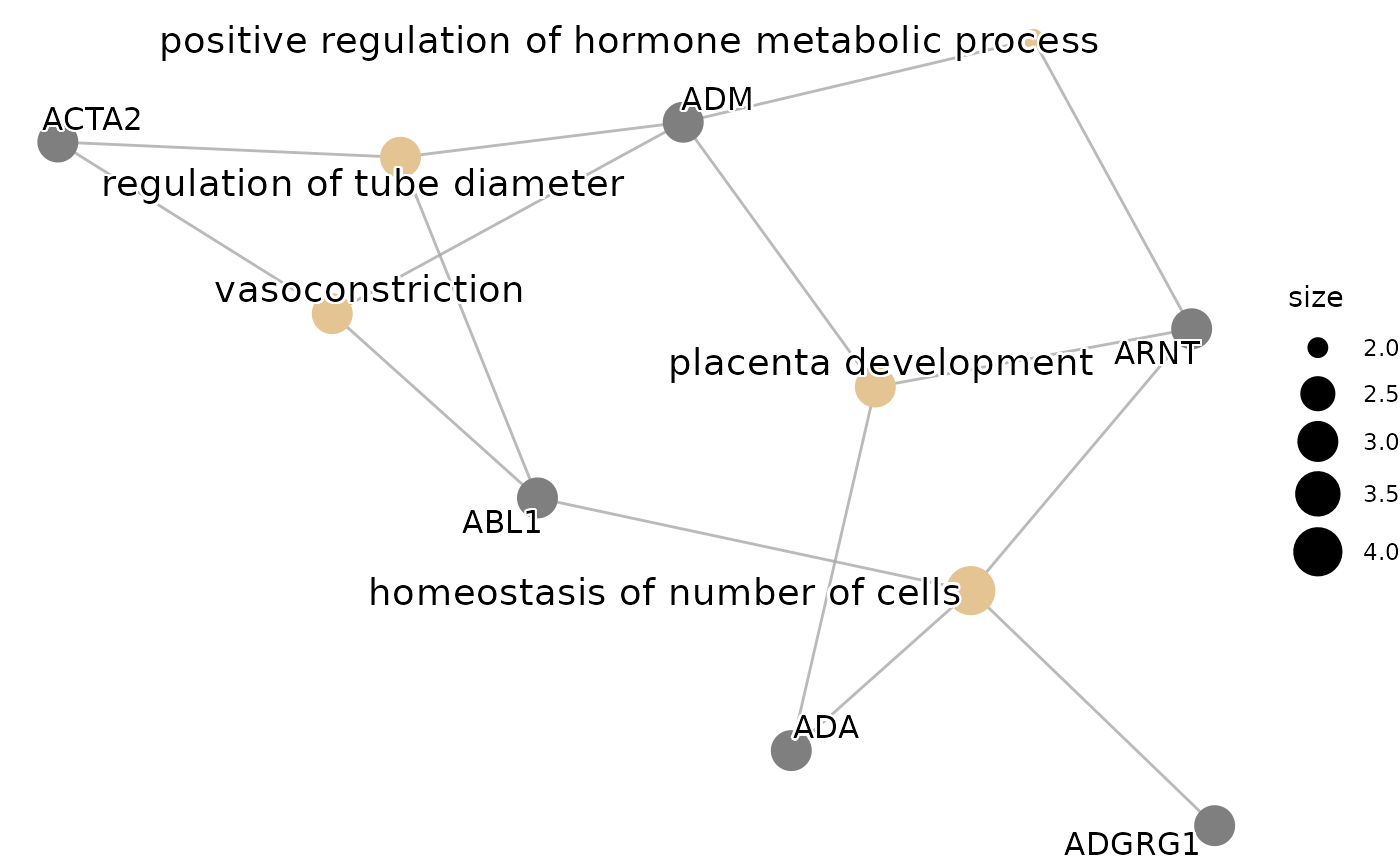 positive regulation of hormone metabolic process
ADM
ACTA2
regulation of tube diameter
vasoconstriction
size
2.0
ARNT
placenta development
2.5
3.0
3.5
ABL1
4.0
homeostasis of number of cells
ADA
ADGRG1